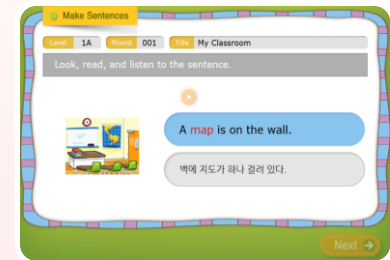 Make Sentences
Level 1A Round 001 Title My Classroom
Look, read, and listen to the sentence.
A map is on the wall.
벽에 지도가 하나 걸려 있다.
Next